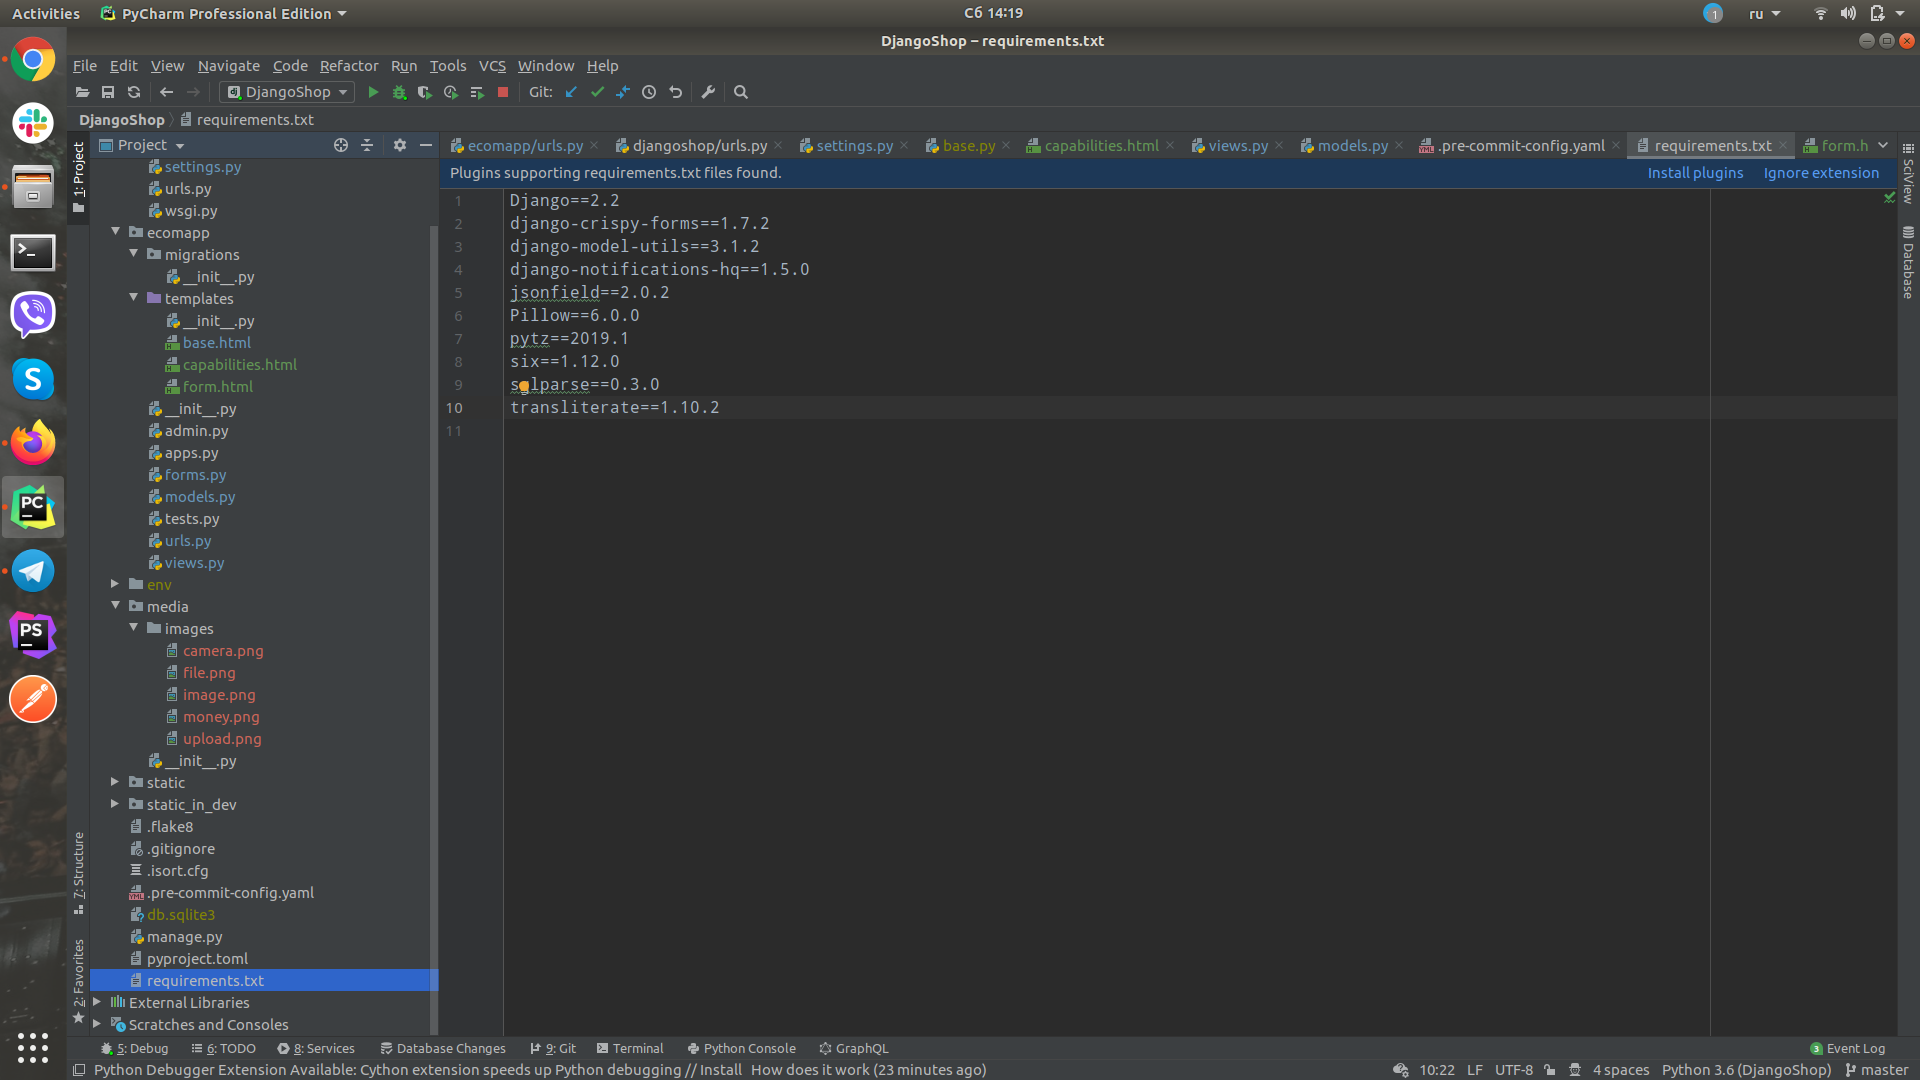 Activities
PyCharm Professional Edition
Сб 14:19
1
ru
DjangoShop – requirements.txt
File Edit View Navigate Code Refactor Run Tools VCS Window Help
DjangoShop
Git:
DjangoShop
requirements.txt
1: Project
Project
settings.py
urls.py
wsgi.py
ecomapp
migrations
__init__.py
templates
__init__.py
base.html
capabilities.html
form.html
__init__.py
admin.py
apps.py
forms.py
models.py
tests.py
urls.py
views.py
env
media
images
camera.png
file.png
image.png
money.png
upload.png
__init__.py
static
static_in_dev
.flake8
.gitignore
.isort.cfg
.pre-commit-config.yaml
db.sqlite3
manage.py
pyproject.toml
requirements.txt
External Libraries
Scratches and Consoles
7: Structure
2: Favorites
ecomapp/urls.py
djangoshop/urls.py
settings.py
base.py
capabilities.html
views.py
models.py
.pre-commit-config.yaml
requirements.txt
form.h
Plugins supporting requirements.txt files found.
Install plugins
Ignore extension
1 Django==2.2
2 django-crispy-forms==1.7.2
3 django-model-utils==3.1.2
4 django-notifications-hq==1.5.0
5 jsonfield==2.0.2
6 Pillow==6.0.0
7 pytz==2019.1
8 six==1.12.0
9 sqlparse==0.3.0
10 transliterate==1.10.2
11
SciView
Database
PC
PS
5: Debug
6: TODO
8: Services
Database Changes
9: Git
Terminal
Python Console
GraphQL
3 Event Log
Python Debugger Extension Available: Cython extension speeds up Python debugging // Install How does it work (23 minutes ago)
10:22 LF UTF-8 4 spaces Python 3.6 (DjangoShop) master